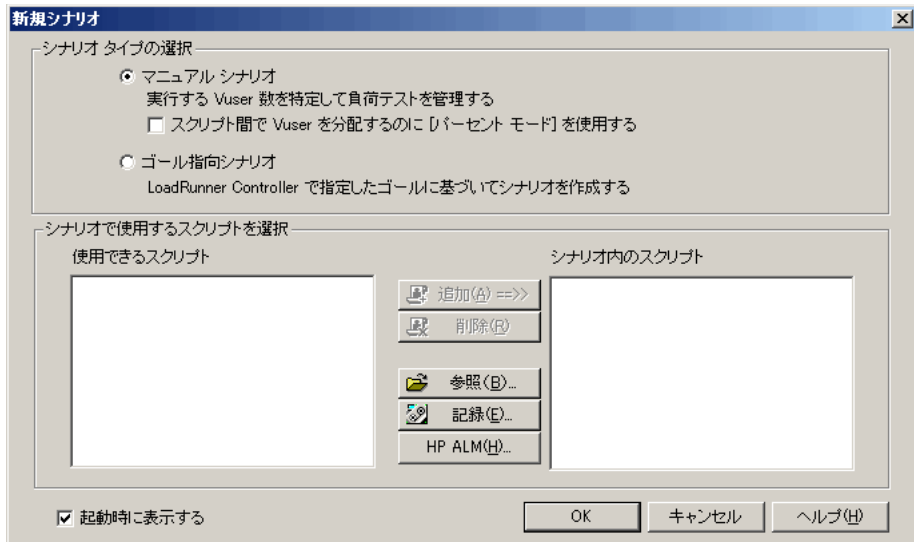 新規シナリオ
シナリオ タイプの選択
マニュアル シナリオ
実行する Vuser 数を特定して負荷テストを管理する
スクリプト間で Vuser を分配するのに [パーセント モード] を使用する
ゴール指向シナリオ
LoadRunner Controller で指定したゴールに基づいてシナリオを作成する
シナリオで使用するスクリプトを選択
使用できるスクリプト
シナリオ内のスクリプト
追加(A) ==>>
削除(R)
参照(B)...
記録(E)...
HP ALM(H)...
起動時に表示する
OK
キャンセル
ヘルプ(H)